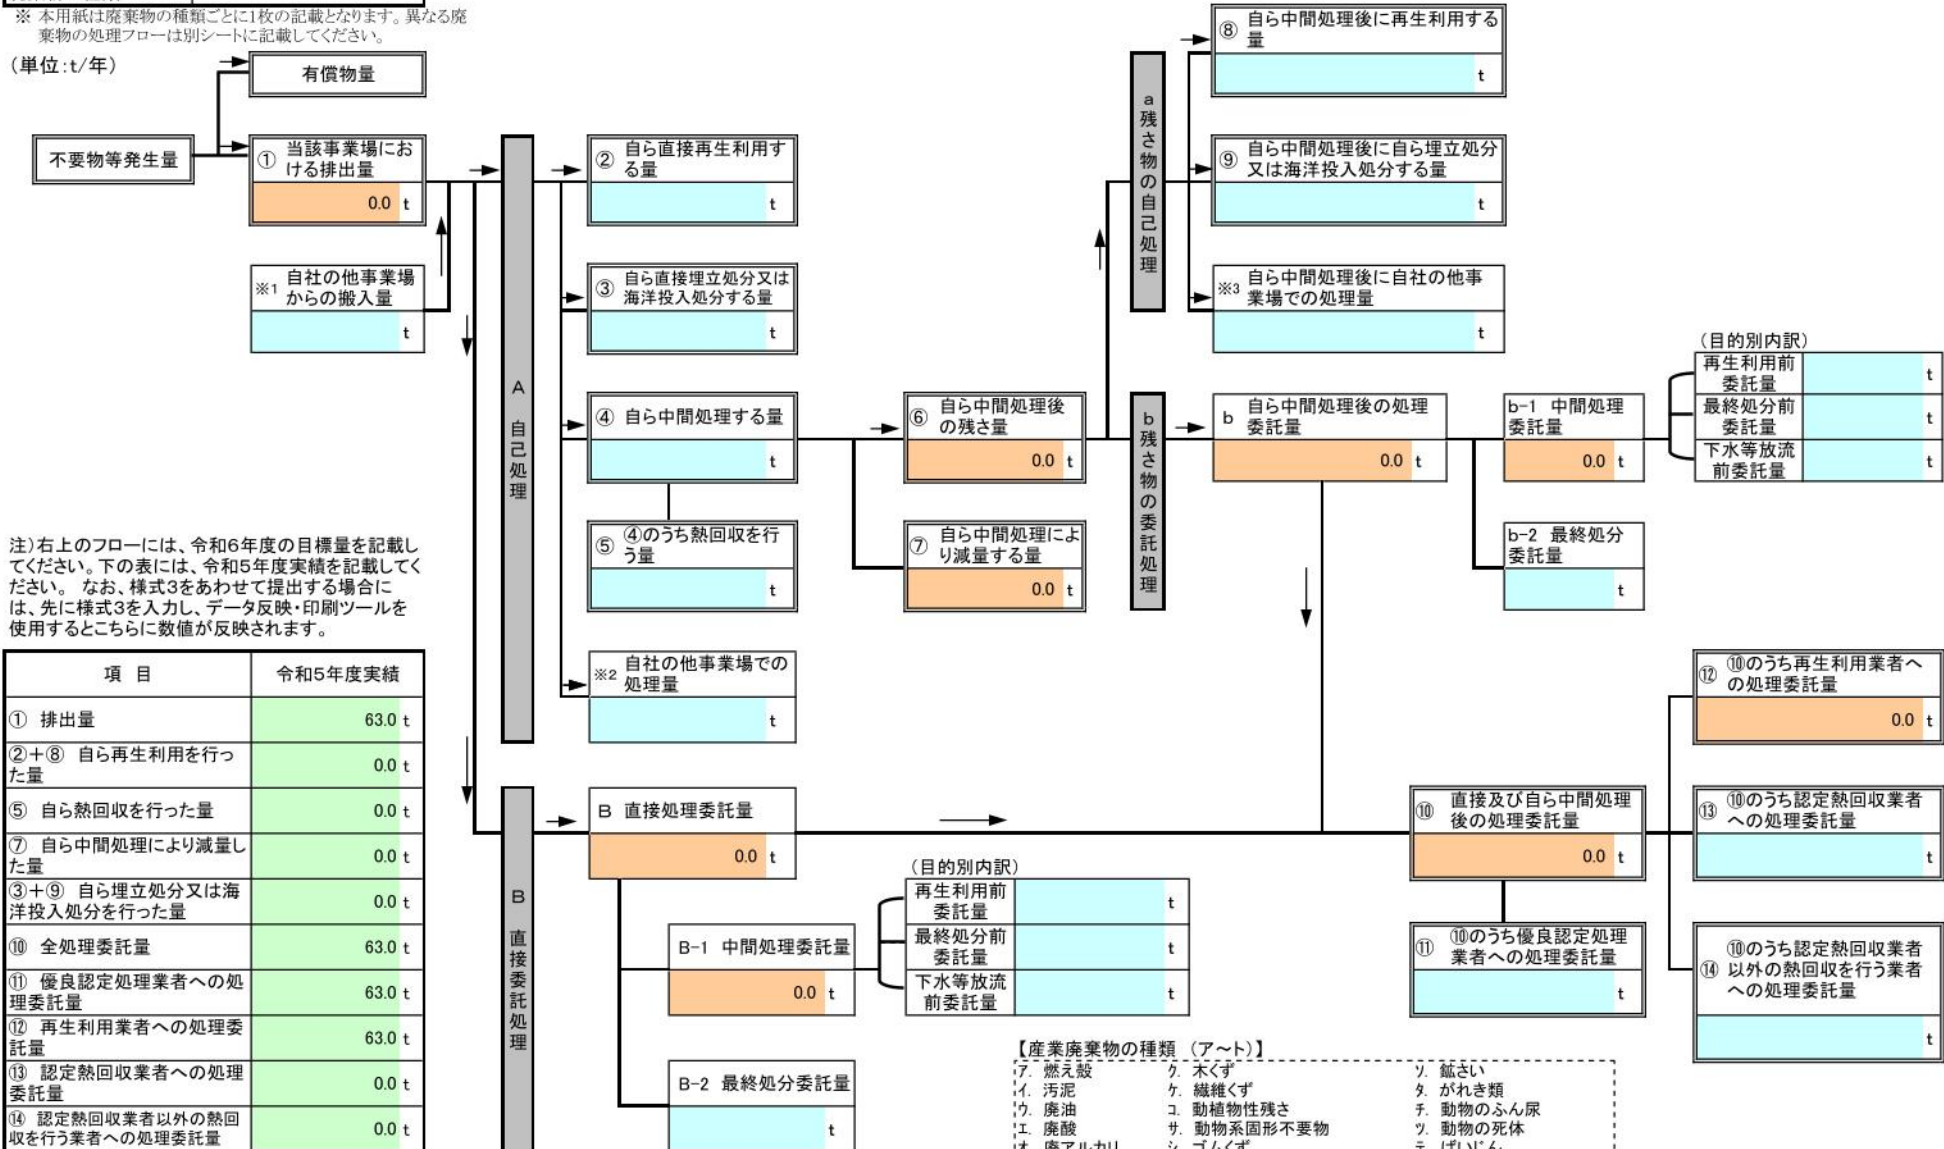 ※ 本用紙は廃棄物の種類ごとに1枚の記載となります。異なる廃
棄物の処理フローは別シートに記載してください。
(単位:t/年)
有償物量
不要物等発生量
① 当該事業場にお
ける排出量
0.0 t
※1 自社の他事業場
からの搬入量
t
A 自己処理
② 自ら直接再生利用す
る量
t
③ 自ら直接埋立処分又は
海洋投入処分する量
t
④ 自ら中間処理する量
t
⑤ ④のうち熱回収を行
う量
t
※2 自社の他事業場での
処理量
t
⑥ 自ら中間処理後
の残さ量
0.0 t
⑦ 自ら中間処理によ
り減量する量
0.0 t
a 残さ物の自己処理
⑧ 自ら中間処理後に再生利用する
量
t
⑨ 自ら中間処理後に自ら埋立処分
又は海洋投入処分する量
t
※3 自ら中間処理後に自社の他事
業場での処理量
t
b 残さ物の委託処理
b 自ら中間処理後の処理
委託量
0.0 t
b-1 中間処理
委託量
0.0 t
b-2 最終処分
委託量
t
(目的別内訳)
再生利用前
委託量
t
最終処分前
委託量
t
下水等放流
前委託量
t
注)右上のフローには、令和6年度の目標量を記載し
てください。下の表には、令和5年度実績を記載してく
ださい。 なお、様式3をあわせて提出する場合に
は、先に様式3を入力し、データ反映・印刷ツールを
使用するとこちらに数値が反映されます。
項 目 令和5年度実績
① 排出量 63.0 t
②+⑧ 自ら再生利用を行っ
た量
0.0 t
⑤ 自ら熱回収を行った量 0.0 t
⑦ 自ら中間処理により減量し
た量
0.0 t
③+⑨ 自ら埋立処分又は海
洋投入処分を行った量
0.0 t
⑩ 全処理委託量 63.0 t
⑪ 優良認定処理業者への処
理委託量
63.0 t
⑫ 再生利用業者への処理委
託量
63.0 t
⑬ 認定熱回収業者への処理
委託量
0.0 t
⑭ 認定熱回収業者以外の熱回
収を行う業者への処理委託量
0.0 t
B 直接委託処理
B 直接処理委託量
0.0 t
B-1 中間処理委託量
0.0 t
B-2 最終処分委託量
t
(目的別内訳)
再生利用前
委託量
t
最終処分前
委託量
t
下水等放流
前委託量
t
⑩ 直接及び自ら中間処理
後の処理委託量
0.0 t
⑪ ⑩のうち優良認定処理
業者への処理委託量
t
⑫ ⑩のうち再生利用業者へ
の処理委託量
0.0 t
⑬ ⑩のうち認定熱回収業者
への処理委託量
t
⑭ ⑩のうち認定熱回収業者
以外の熱回収を行う業者
への処理委託量
t
【産業廃棄物の種類 (ア～ト)】
ア. 燃え殻 ク. 木くず ソ. 鉱さい
イ. 汚泥 ケ. 繊維くず タ. がれき類
ウ. 廃油 コ. 動植物性残さ チ. 動物のふん尿
エ. 廃酸 サ. 動物系固形不要物 ツ. 動物の死体
オ. 廃アルカリ シ. ゴムくず テ. ばいじん